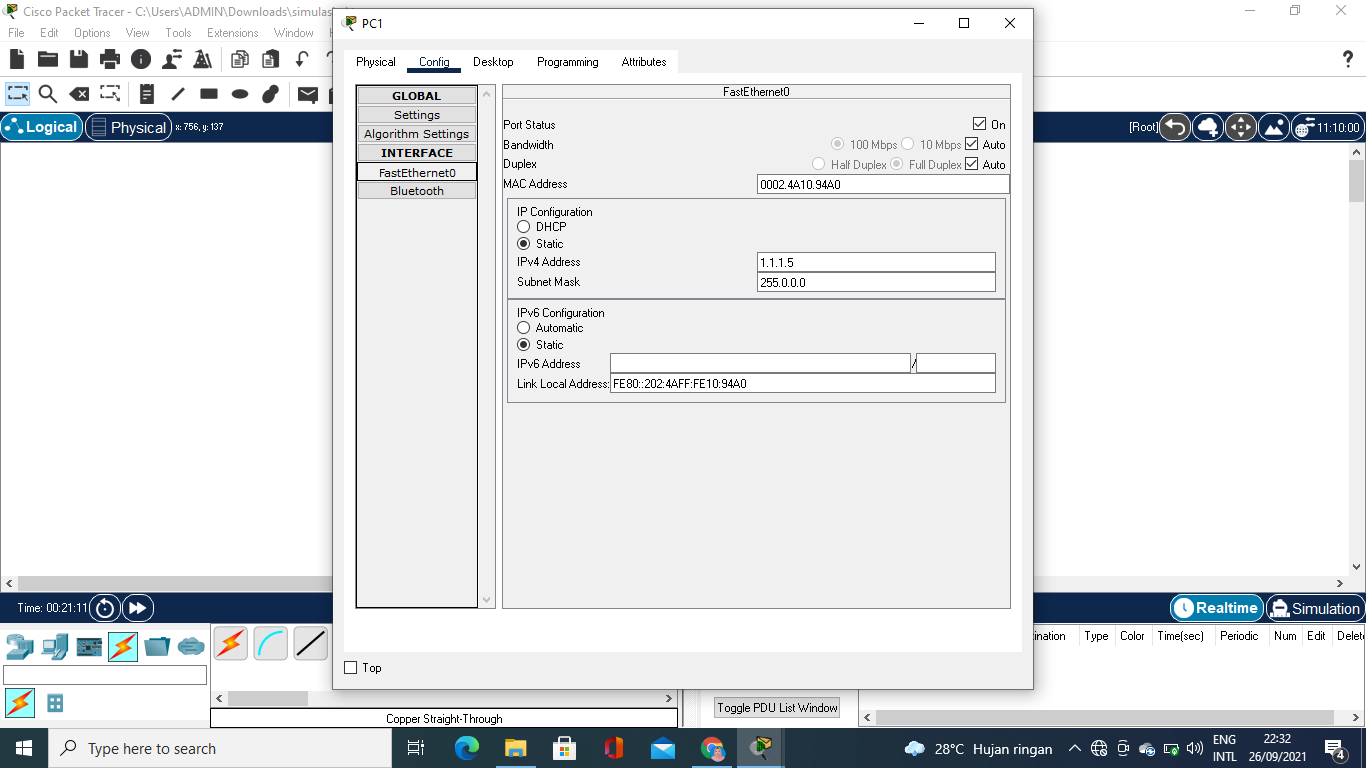 Cisco Packet Tracer - C:\Users\ADMIN\Downloads\simulas
PC1
File Edit Options View Tools Extensions Window
Physical Config Desktop Programming Attributes
Logical Physical x: 756, y: 137
[Root] 11:10:00
GLOBAL
Settings
Algorithm Settings
INTERFACE
FastEthernet0
Bluetooth
FastEthernet0
Port Status On
Bandwidth 100 Mbps 10 Mbps Auto
Duplex Half Duplex Full Duplex Auto
MAC Address 0002.4A10.94A0
IP Configuration
DHCP
Static
IPv4 Address 1.1.1.5
Subnet Mask 255.0.0.0
IPv6 Configuration
Automatic
Static
IPv6 Address /
Link Local Address: FE80::202:4AFF:FE10:94A0
Time: 00:21:11
Realtime Simulation
Type Color Time(sec) Periodic Num Edit
Top
Toggle PDU List Window
Copper Straight-Through
Type here to search
28°C Hujan ringan
ENG
INTL
22:32
26/09/2021
4